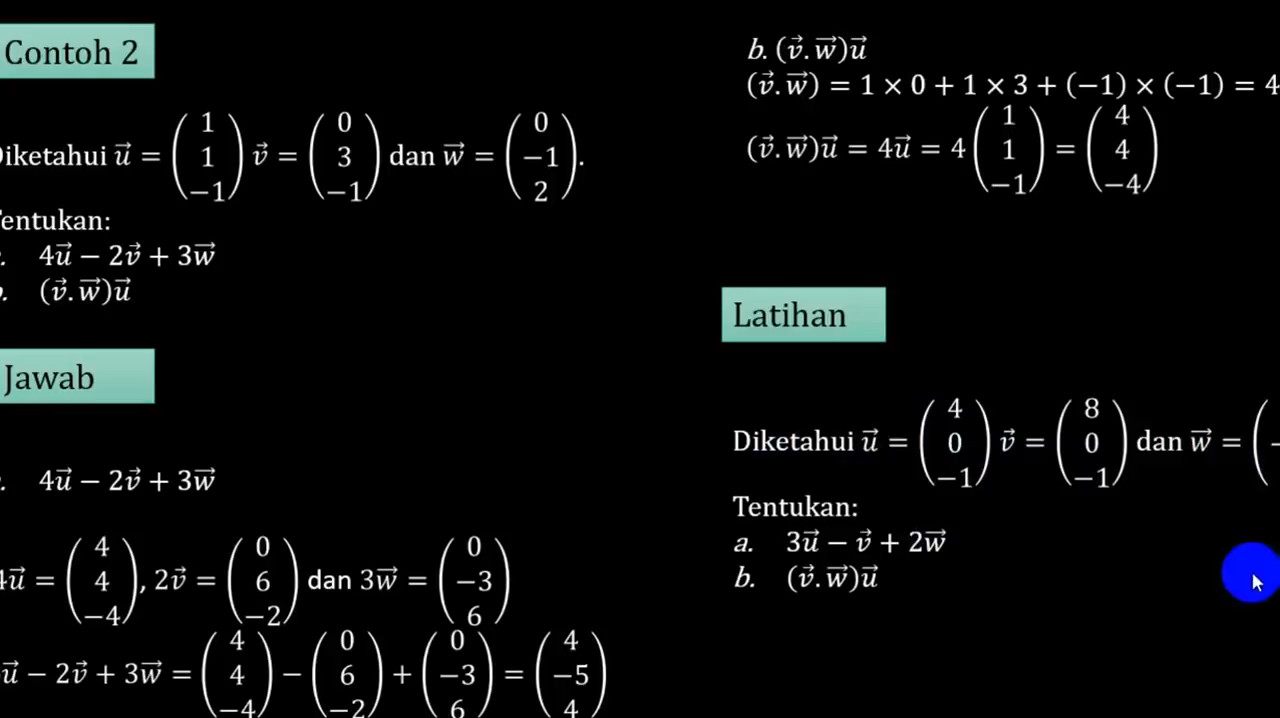 Contoh 2
Diketahui u⃗ = (1 1 −1) v⃗ = (0 3 −1) dan w⃗ = (0 −1 2).
Tentukan:
4u⃗ − 2v⃗ + 3w⃗
(v⃗.w⃗)u⃗
Jawab
4u⃗ − 2v⃗ + 3w⃗
4u⃗ = (4 4 −4), 2v⃗ = (0 6 −2) dan 3w⃗ = (0 −3 6)
u⃗ − 2v⃗ + 3w⃗ = (4 4 −4) − (0 6 −2) + (0 −3 6) = (4 −5 4)
b. (v⃗.w⃗)u⃗
(v⃗.w⃗) = 1 × 0 + 1 × 3 + (−1) × (−1) = 4
(v⃗.w⃗)u⃗ = 4u⃗ = 4(1 1 −1) = (4 4 −4)
Latihan
Diketahui u⃗ = (4 0 −1) v⃗ = (8 0 −1) dan w⃗ = (
Tentukan:
a. 3u⃗ − v⃗ + 2w⃗
b. (v⃗.w⃗)u⃗